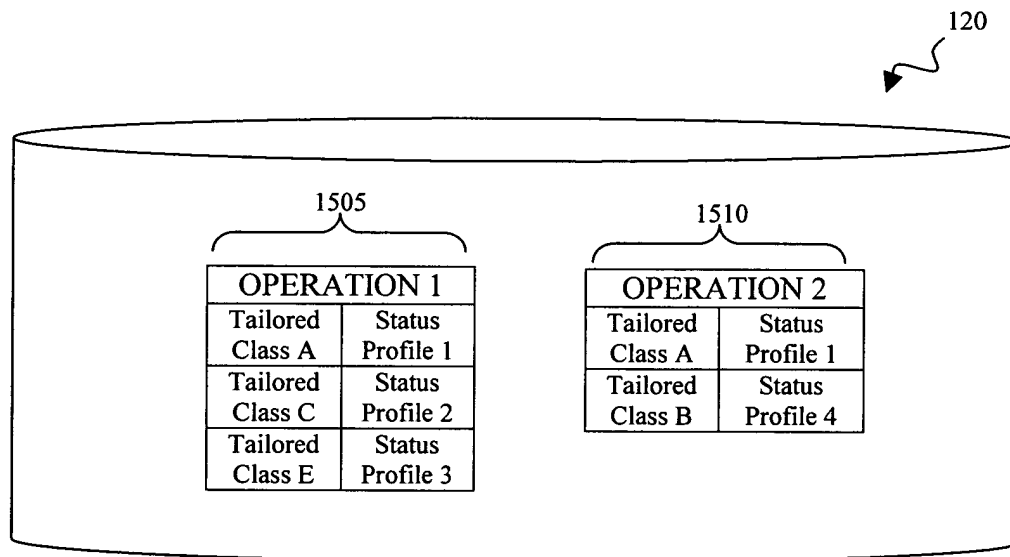 120
1505
1510
OPERATION 1
Tailored Class A
Status Profile 1
Tailored Class C
Status Profile 2
Tailored Class E
Status Profile 3
OPERATION 2
Tailored Class A
Status Profile 1
Tailored Class B
Status Profile 4